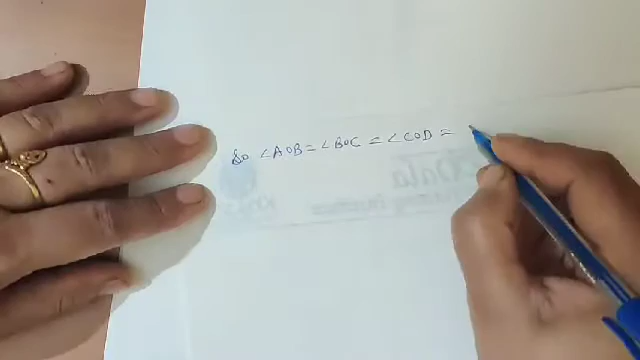 So ∠AOB = ∠BOC = ∠COD =